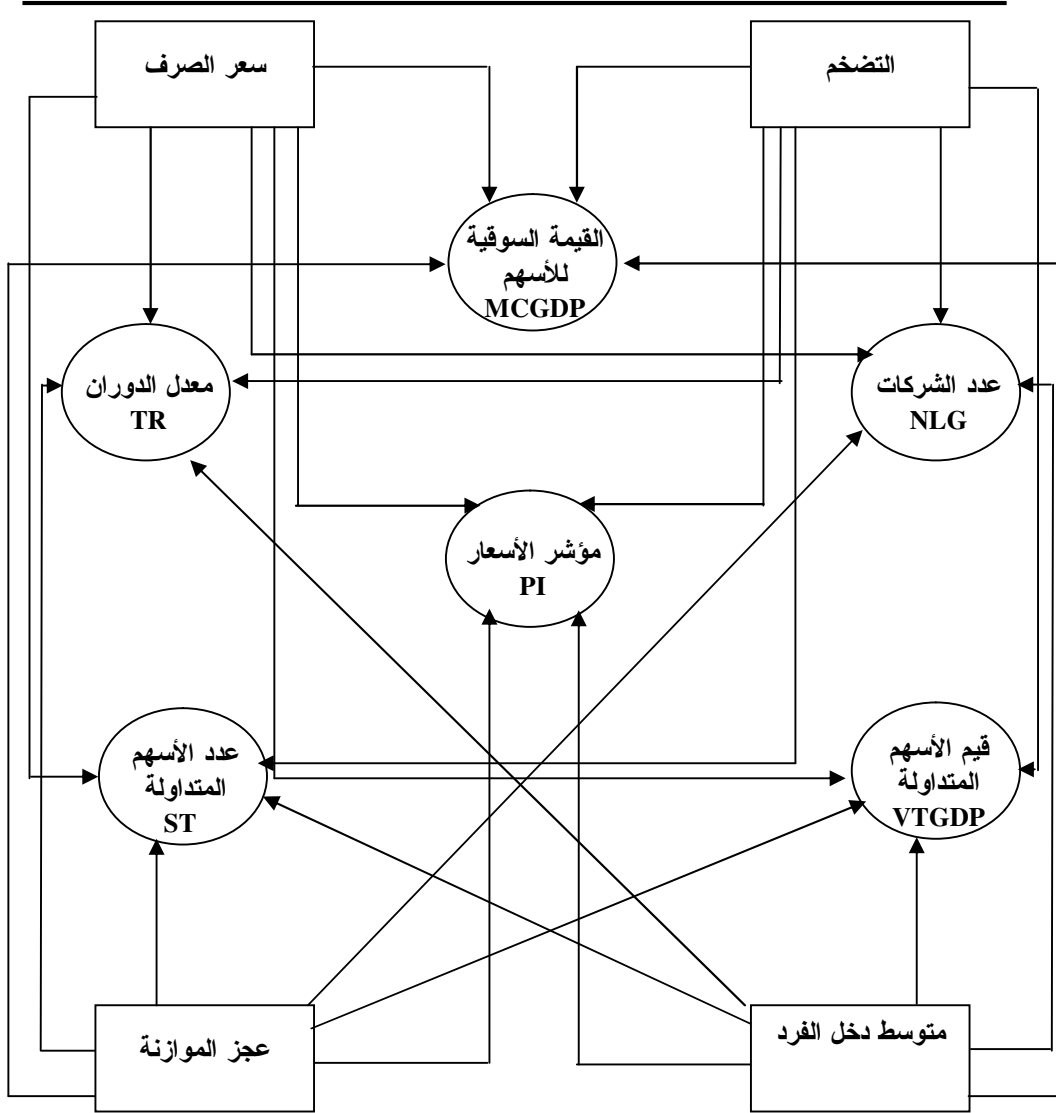 سعر الصرف
التضخم
القيمة السوقية
للأسهم
MCGDP
معدل الدوران
TR
عدد الشركات
NLG
مؤشر الأسعار
PI
عدد الأسهم
المتداولة
ST
قيم الأسهم
المتداولة
VTGDP
عجز الموازنة
متوسط دخل الفرد